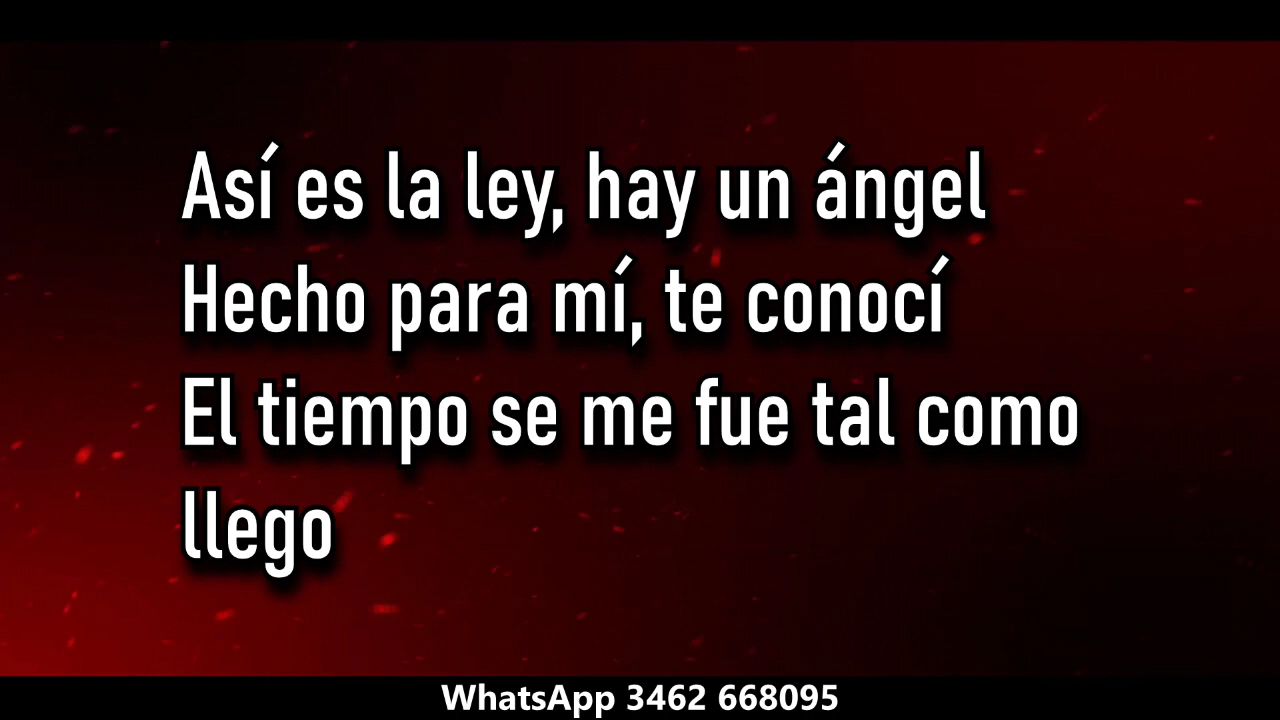 Así es la ley, hay un ángel
Hecho para mí, te conocí
El tiempo se me fue tal como
llego
WhatsApp 3462 668095